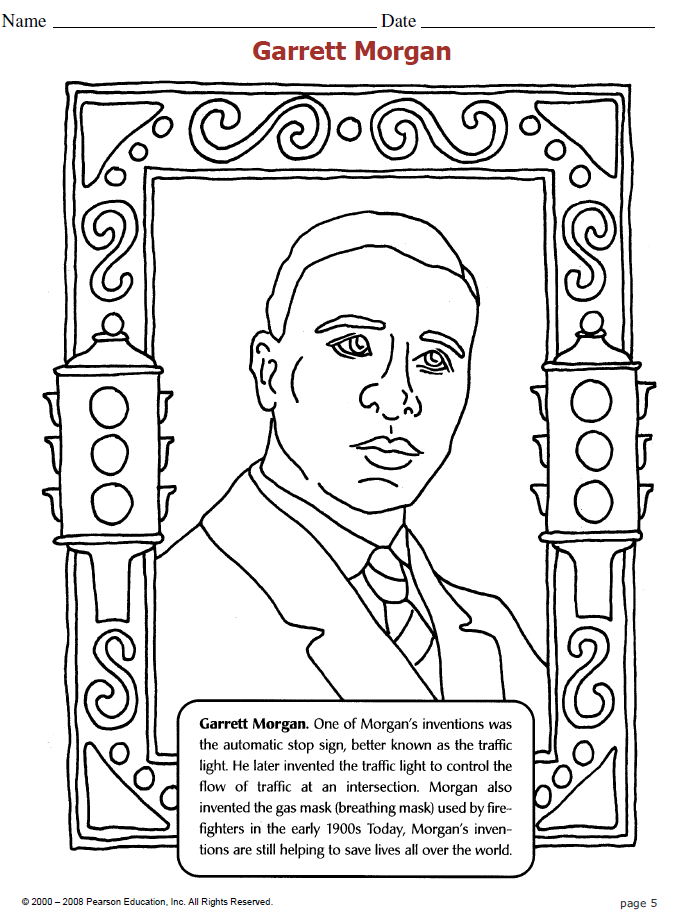 Name Date
Garrett Morgan
Garrett Morgan. One of Morgan's inventions was
the automatic stop sign, better known as the traffic
light. He later invented the traffic light to control the
flow of traffic at an intersection. Morgan also
invented the gas mask (breathing mask) used by fire-
fighters in the early 1900s Today, Morgan's inven-
tions are still helping to save lives all over the world.
© 2000 – 2008 Pearson Education, Inc. All Rights Reserved. page 5